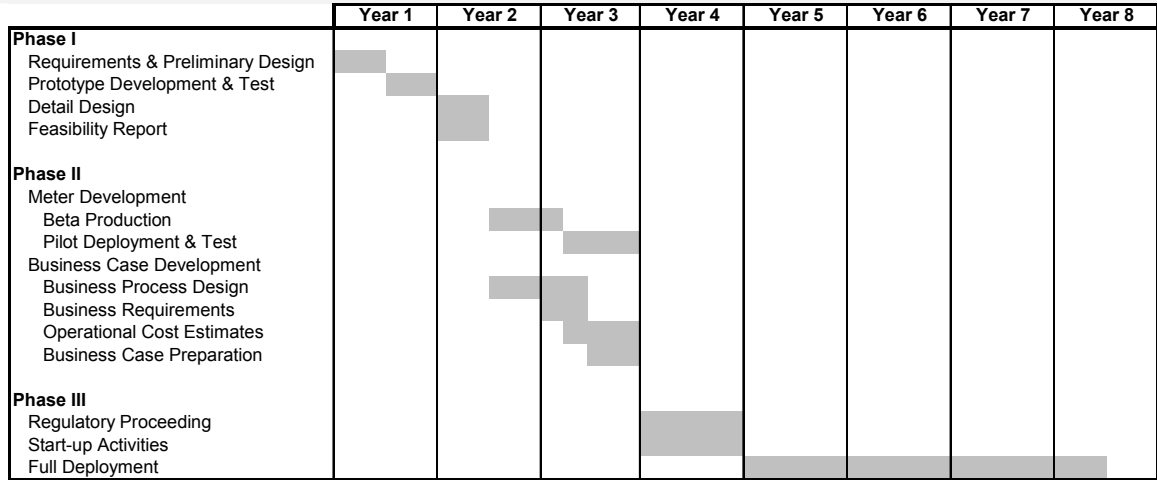 Year 1 Year 2 Year 3 Year 4 Year 5 Year 6 Year 7 Year 8
Phase I
Requirements & Preliminary Design
Prototype Development & Test
Detail Design
Feasibility Report
Phase II
Meter Development
Beta Production
Pilot Deployment & Test
Business Case Development
Business Process Design
Business Requirements
Operational Cost Estimates
Business Case Preparation
Phase III
Regulatory Proceeding
Start-up Activities
Full Deployment